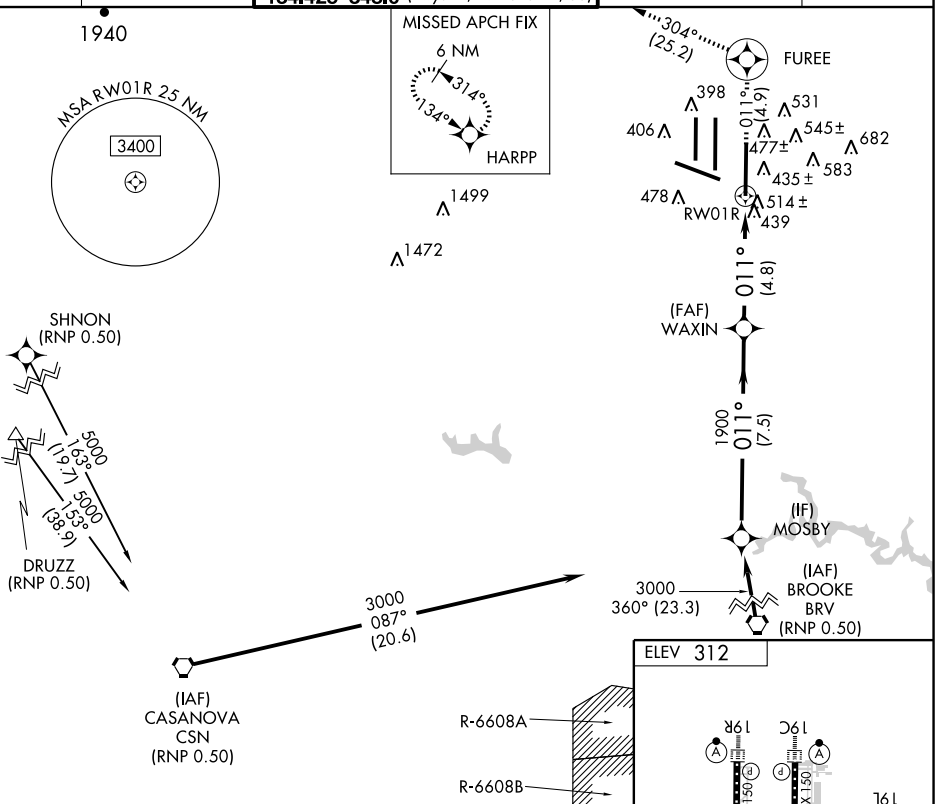 1940
MSA RW01R 25 NM
3400
MISSED APCH FIX
6 NM
314°
134°
HARPP
304°
(25.2)
FUREE
011°
(4.9)
398
531
406
477±
545±
682
435±
583
478
RW01R
514±
439
1499
1472
011°
(4.8)
(FAF)
WAXIN
SHNON
(RNP 0.50)
5000
163°
(19.7)
5000
153°
(38.9)
DRUZZ
(RNP 0.50)
1900
011°
(7.5)
(IF)
MOSBY
3000
360° (23.3)
(IAF)
BROOKE
BRV
(RNP 0.50)
3000
087°
(20.6)
(IAF)
CASANOVA
CSN
(RNP 0.50)
R-6608A
R-6608B
ELEV 312
19R
19C
A
A
P
P
150
X 150
19L